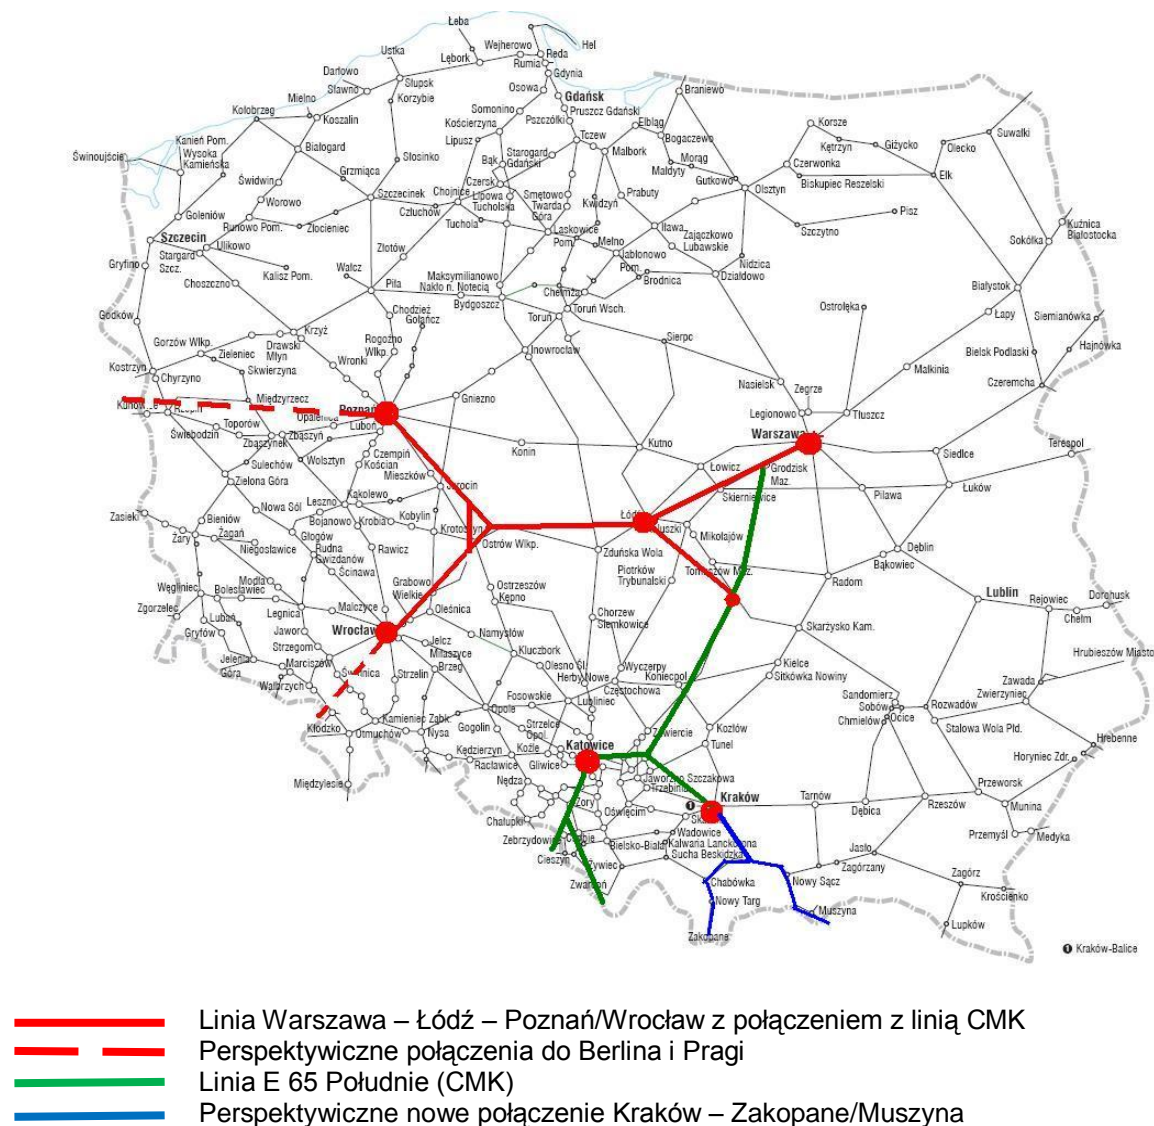 Łeba
Hel
Wejherowo
Reda
Rumia
Ustka
Lębork
Gdynia
Darłowo
Sławno
Słupsk
Osowa
Gdańsk
Braniewo
Korzybie
Mielno
Somonino
Pruszcz Gdański
Kołobrzeg
Koszalin
Kościerzyna
Pszczółki
Elbląg
Korsze
Suwałki
Lipusz
Tczew
Bogaczewo
Kętrzyn
Giżycko
Olecko
Kanień Pom.
Wysoka
Kamieńska
Białogard
Słosinko
Bąk
Starogard
Gdański
Malbork
Morąg
Czerwonka
Świnoujście
Grzmiąca
Małdyty
Gutkowo
Ełk
Świdwin
Czersk
Biskupiec Reselski
Szczecinek
Chojnice
Lipowa
Tucholska
Smętowo
Prabuty
Olsztyn
Worowo
Człuchów
Twarda
Góra
Kwidzyn
Pisz
Goleniów
Runowo Pom.
Złocieniec
Tuchola
Laskowice
Pom.
Iława
Szczytno
Kuźnica
Białostocka
Szczecin
Ulikowo
Mełno
Zajączkowo
Lubawskie
Sokółka
Stargard
Szcz.
Złotów
Jabłonowo
Pom.
Gryfino
Kalisz Pom.
Wałcz
Nidzica
Choszczno
Piła
Maksymilianowo
Nakło n. Notecią
Brodnica
Działdowo
Białystok
Bydgoszcz
Chełmża
Chodzież
Gołańcz
Toruń
Toruń Wsch.
Ostrołęka
Godków
Łapy
Siemianówka
Krzyż
Rogoźno
Wlkp.
Gorzów Wlkp.
Drawski
Młyn
Sierpc
Zieleniec
Wronki
Inowrocław
Bielsk Podlaski
Hajnówka
Kostrzyn
Skwierzyna
Małkinia
Chyrzyno
Nasielsk
Zegrze
Czeremcha
Międzyrzecz
Gniezno
Kunowice
Rzepin
Poznań
Legionowo
Tłuszcz
Opalenica
Luboń
Toporów
Warszawa
Świebodzin
Zbąszynek
Zbąszyń
Kutno
Terespol
Konin
Siedlce
Sulechów
Wolsztyn
Czempiń
Kościan
Łowicz
Grodzisk
Maz.
Zielona Góra
Mieszków
Jarocin
Skierniewice
Pilawa
Łuków
Leszno
Kąkolewo
Zasieki
Nowa Sól
Bieniów
Bojanowo
Krobia
Kobylin
Krotoszyn
Łódź
Koluszki
Żary
Żagań
Głogów
Mikołajów
Niegosławice
Rudna
Gwizdanów
Rawicz
Ostrów Wlkp.
Zduńska Wola
Dęblin
Ścinawa
Piotrków
Trybunalski
Tomaszów Maz.
Bąkowiec
Węgliniec
Modła
Grabowo
Wielkie
Ostrzeszów
Radom
Bolesławiec
Kępno
Lublin
Zgorzelec
Legnica
Malczyce
Oleśnica
Rejowiec
Dorohusk
Lubań
Chorzew
Siemkowice
Chełm
Gryfów
Jawor
Wrocław
Namysłów
Skarżysko Kam.
Strzegom
Jelcz
Miłaszyce
Hrubieszów Miasto
Jelenia
Góra
Marciszów
Kluczbork
Świdnica
Brzeg
Olesno Śl.
Wyczerpy
Kielce
Wałbrzych
Strzelin
Herby Nowe
Koniecpol
Sitkówka Nowiny
Zawada
Częstochowa
Fosowskie
Lubliniec
Sandomierz
Sobów
Zwierzyniec
Kamieniec Ząbk.
Opole
Rozwadów
Kłodzko
Gogolin
Strzelce
Opol.
Chmielów
Ocice
Otmuchów
Nysa
Zawiercie
Kozłów
Stalowa Wola Płd.
Kędzierzyn
Koźle
Katowice
Tunel
Hrebenne
Racławice
Gliwice
Horyniec Zdr.
Międzylesie
Nędza
Jaworzno Szczakowa
Trzebinia
Przeworsk
Kraków
Tarnów
Żory
Oświęcim
Dębica
Rzeszów
Munina
Chałupki
Wadowice
Przemyśl
Medyka
Zebrzydowice
Bielsko-Biała
Kalwaria Lanckorona
Cieszyn
Sucha Beskidzka
Jasło
Żywiec
Zagórzany
Zagórz
Zwardoń
Chabówka
Nowy Sącz
Krościenko
Nowy Targ
Muszyna
Łupków
Zakopane
1 Kraków-Balice
Linia Warszawa – Łódź – Poznań/Wrocław z połączeniem z linią CMK
Perspektywiczne połączenia do Berlina i Pragi
Linia E 65 Południe (CMK)
Perspektywiczne nowe połączenie Kraków – Zakopane/Muszyna